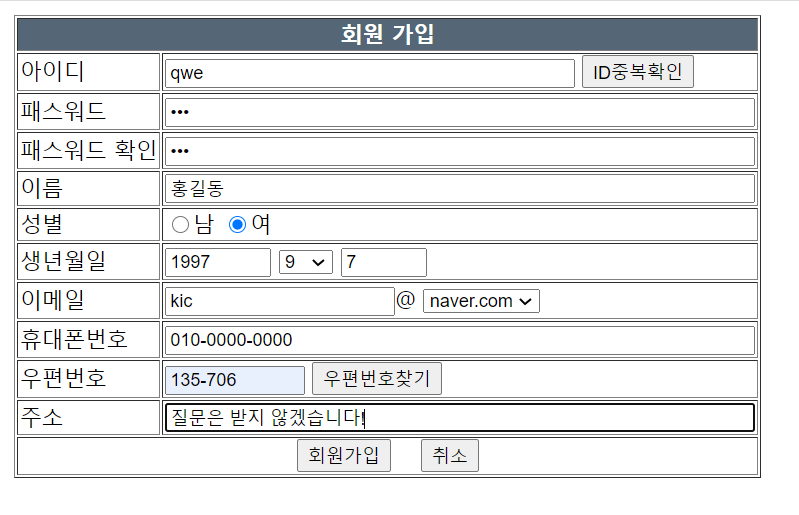 회원 가입
아이디 qwe ID중복확인
패스워드 •••
패스워드 확인 •••
이름 홍길동
성별 남 여
생년월일 1997 9 7
이메일 kic @ naver.com
휴대폰번호 010-0000-0000
우편번호 135-706 우편번호찾기
주소 질문은 받지 않겠습니다!
회원가입 취소